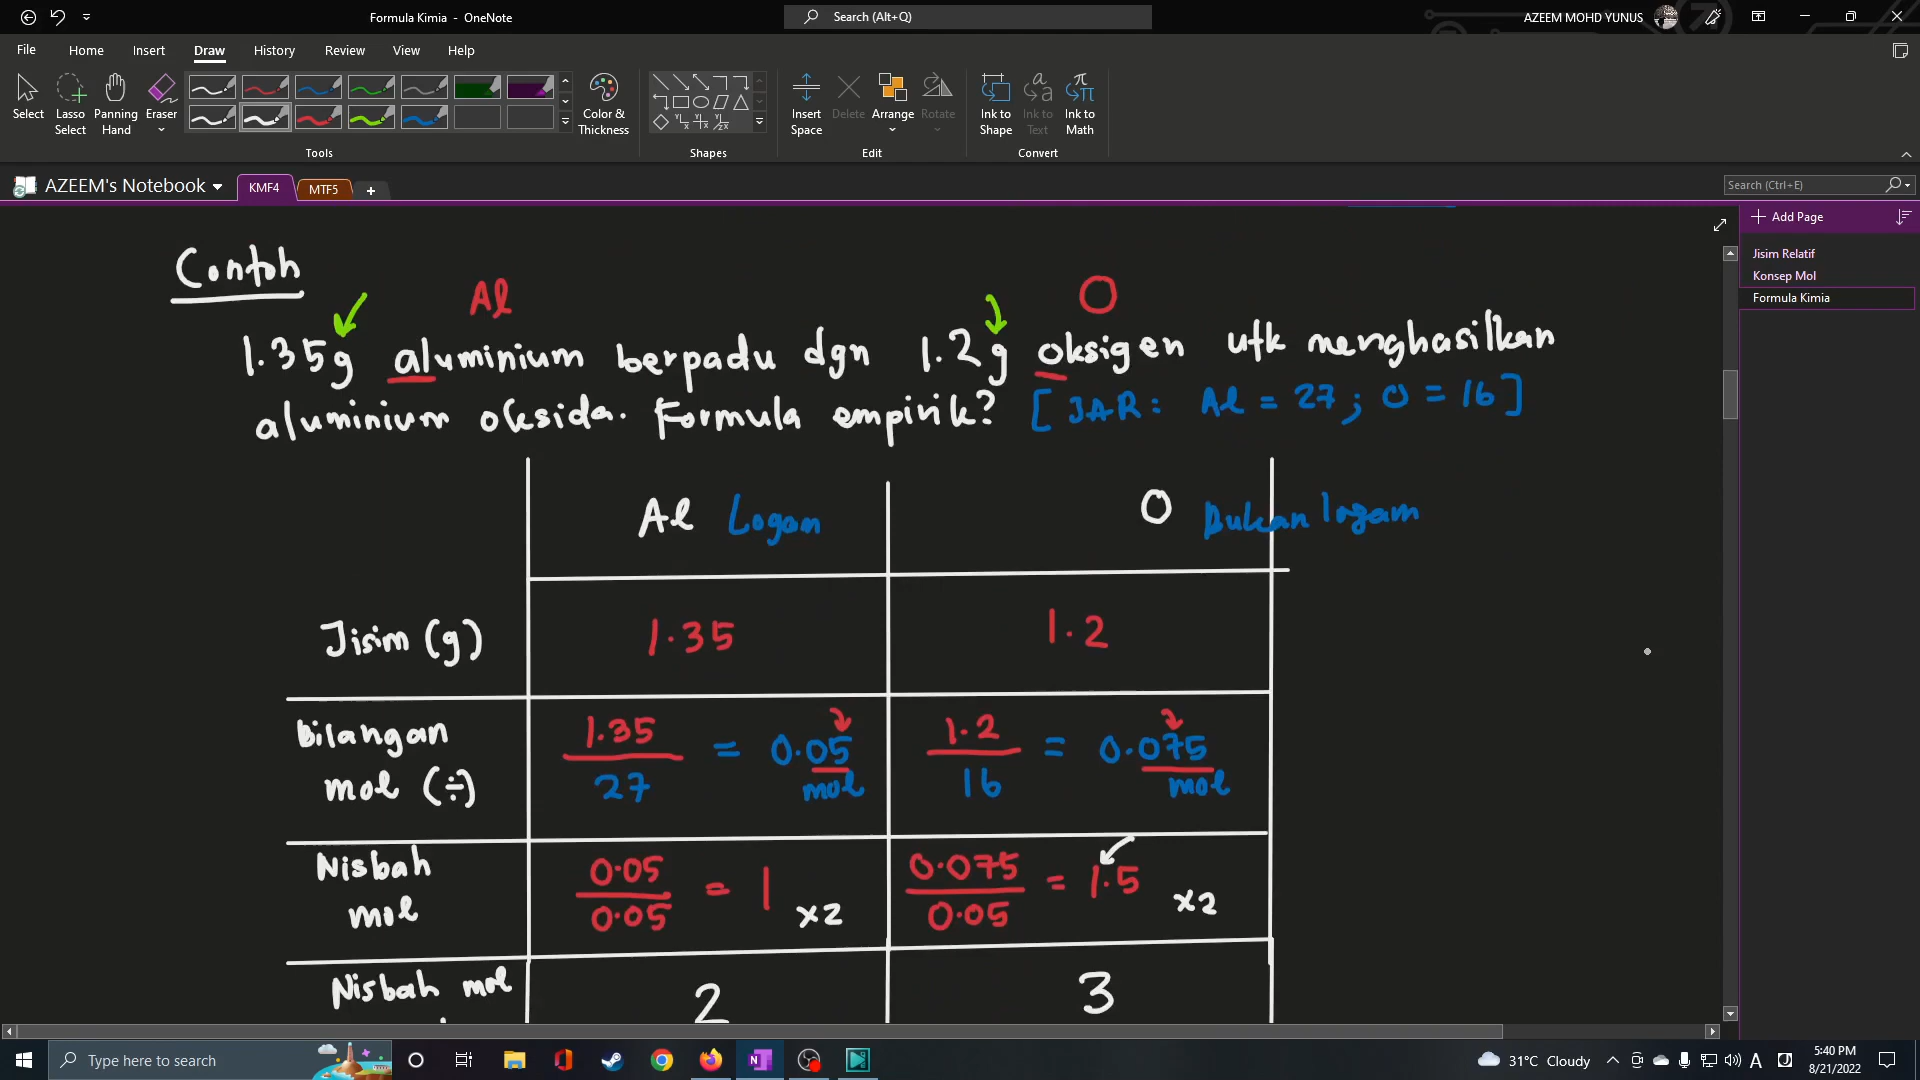 Formula Kimia - OneNote
Search (Alt+Q)
AZEEM MOHD YUNUS
File Home Insert Draw History Review View Help
Select
Lasso Select
Panning Hand
Eraser
Color & Thickness
Insert Space
Delete
Arrange
Rotate
Ink to Shape
Ink to Text
Ink to Math
Tools
Shapes
Edit
Convert
AZEEM's Notebook
KMF4
MTF5
Search (Ctrl+E)
Add Page
Jisim Relatif
Konsep Mol
Formula Kimia
Contoh
Al O
1.35g aluminium berpadu dgn 1.2g oksigen utk menghasilkan
aluminium oksida. Formula empirik? [JAR: Al = 27; O = 16]
Al Logam O Bukan logam
Jisim (g) 1.35 1.2
Bilangan mol (÷) 1.35/27 = 0.05 mol 1.2/16 = 0.075 mol
Nisbah mol 0.05/0.05 = 1 x2 0.075/0.05 = 1.5 x2
Nisbah mol 2 3
Type here to search
31°C Cloudy
A
5:40 PM
8/21/2022